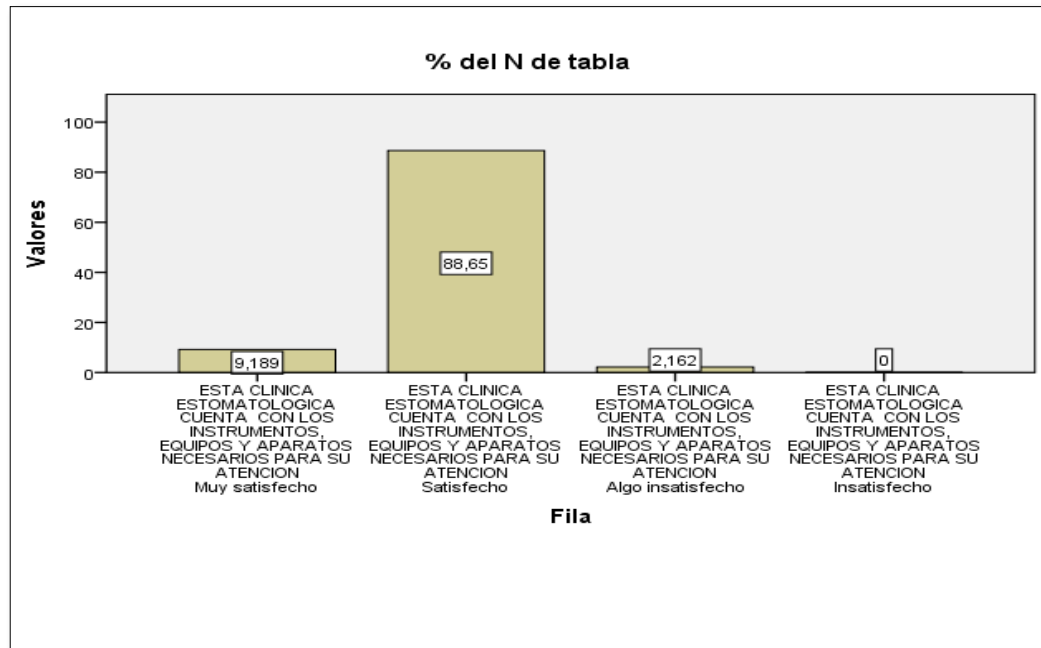 % del N de tabla
Valores
100
80
60
40
20
0
9,189
88,65
2,162
0
ESTA CLINICA
ESTOMATOLOGICA
CUENTA CON LOS
INSTRUMENTOS,
EQUIPOS Y APARATOS
NECESARIOS PARA SU
ATENCION
Muy satisfecho
ESTA CLINICA
ESTOMATOLOGICA
CUENTA CON LOS
INSTRUMENTOS,
EQUIPOS Y APARATOS
NECESARIOS PARA SU
ATENCION
Satisfecho
ESTA CLINICA
ESTOMATOLOGICA
CUENTA CON LOS
INSTRUMENTOS,
EQUIPOS Y APARATOS
NECESARIOS PARA SU
ATENCION
Algo insatisfecho
ESTA CLINICA
ESTOMATOLOGICA
CUENTA CON LOS
INSTRUMENTOS,
EQUIPOS Y APARATOS
NECESARIOS PARA SU
ATENCION
Insatisfecho
Fila